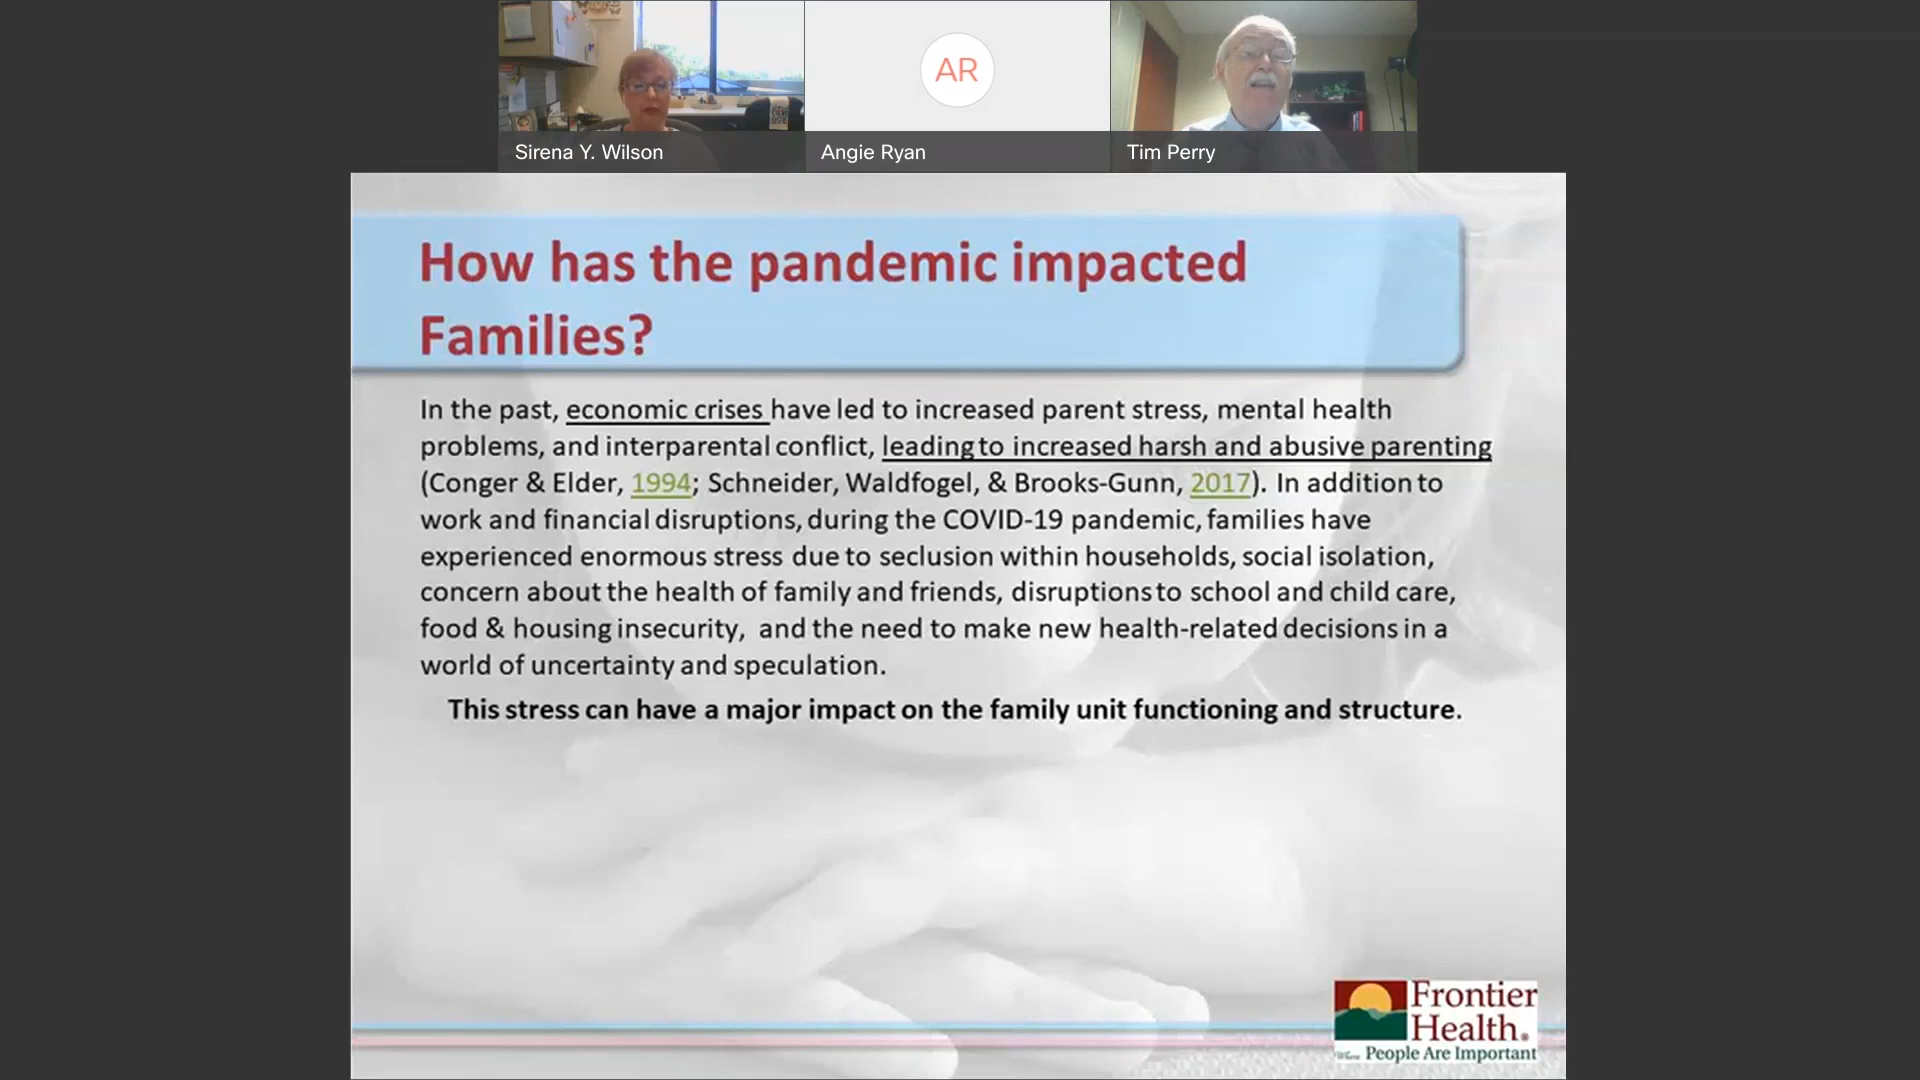 AR
Sirena Y. Wilson
Angie Ryan
Tim Perry
How has the pandemic impacted
Families?
In the past, economic crises have led to increased parent stress, mental health
problems, and interparental conflict, leading to increased harsh and abusive parenting
(Conger & Elder, 1994; Schneider, Waldfogel, & Brooks-Gunn, 2017). In addition to
work and financial disruptions, during the COVID-19 pandemic, families have
experienced enormous stress due to seclusion within households, social isolation,
concern about the health of family and friends, disruptions to school and child care,
food & housing insecurity,  and the need to make new health-related decisions in a
world of uncertainty and speculation.
This stress can have a major impact on the family unit functioning and structure.
Frontier
Health®
Where People Are Important